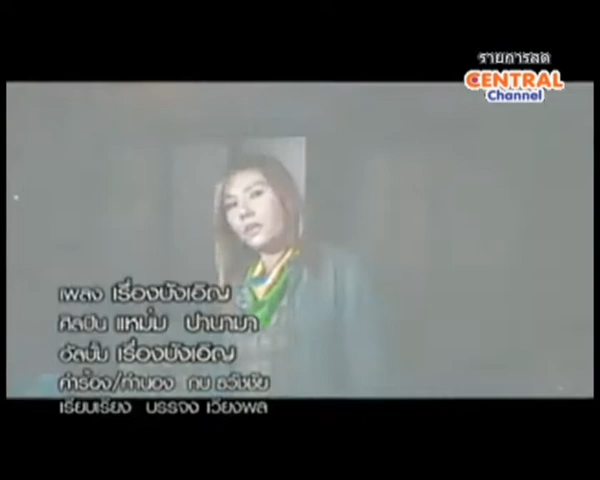 รายการสด
CENTRAL
Channel
เพลง เรื่องบังเอิญ
ศิลปิน แหม่ม ปานามา
อัลบั้ม เรื่องบังเอิญ
คำร้อง/ทำนอง กบ ธวัชชัย
เรียบเรียง บรรจง เวียงพล